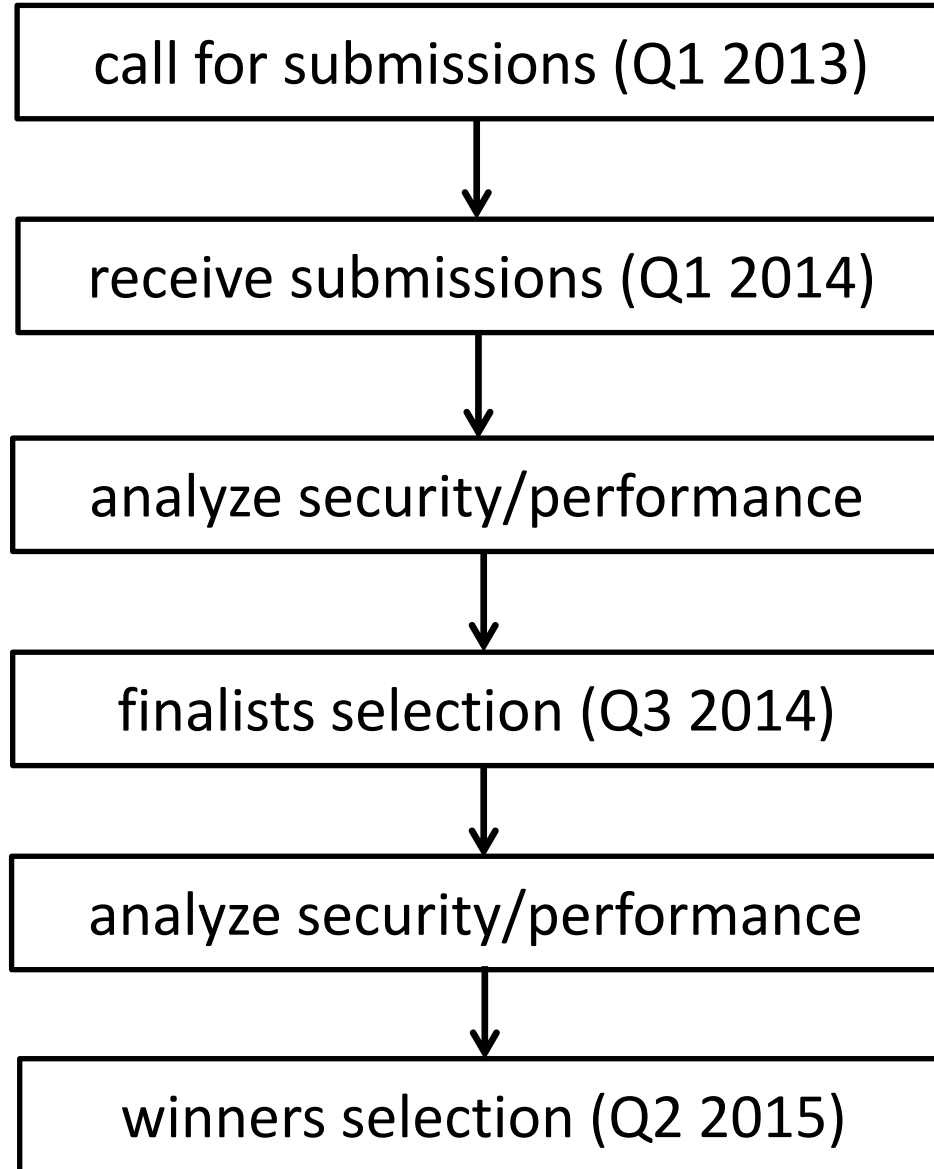 call for submissions (Q1 2013)
receive submissions (Q1 2014)
analyze security/performance
finalists selection (Q3 2014)
analyze security/performance
winners selection (Q2 2015)